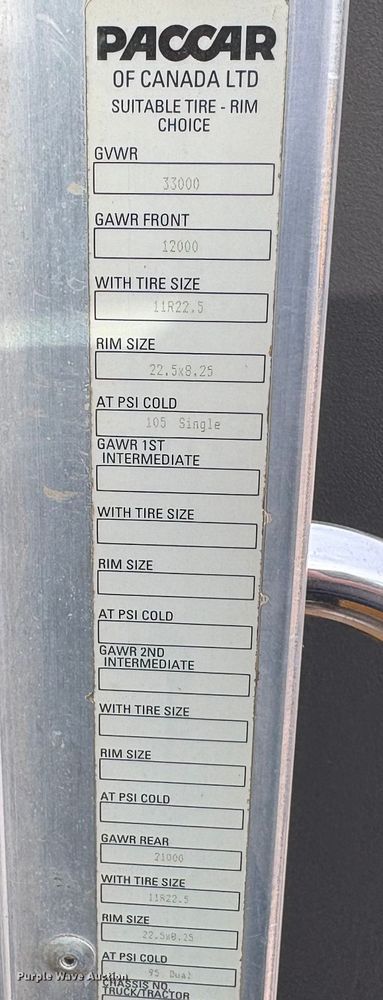 PACCAR
OF CANADA LTD
SUITABLE TIRE - RIM
CHOICE
GVWR
33000
GAWR FRONT
12000
WITH TIRE SIZE
11R22.5
RIM SIZE
22.5x8.25
AT PSI COLD
105 Single
GAWR 1ST
INTERMEDIATE
WITH TIRE SIZE
RIM SIZE
AT PSI COLD
GAWR 2ND
INTERMEDIATE
WITH TIRE SIZE
RIM SIZE
AT PSI COLD
GAWR REAR
21000
WITH TIRE SIZE
11R22.5
RIM SIZE
22.5x8.25
AT PSI COLD
95 Dual
CHASSIS NO.
TRUCK/TRACTOR
Purple Wave Auction